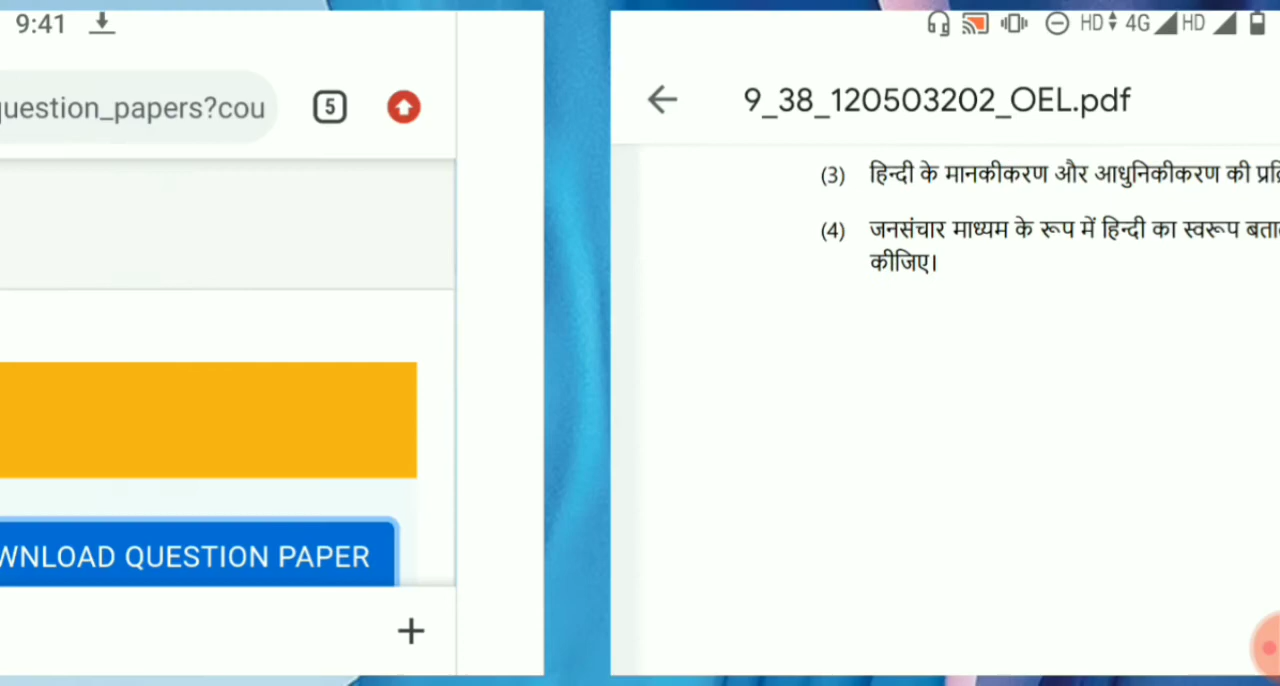 9:41
question_papers?cou
5
DOWNLOAD QUESTION PAPER
+
HD 4G HD
9_38_120503202_OEL.pdf
(3) हिन्दी के मानकीकरण और आधुनिकीकरण की
(4) जनसंचार माध्यम के रूप में हिन्दी का स्वरूप
कीजिए।